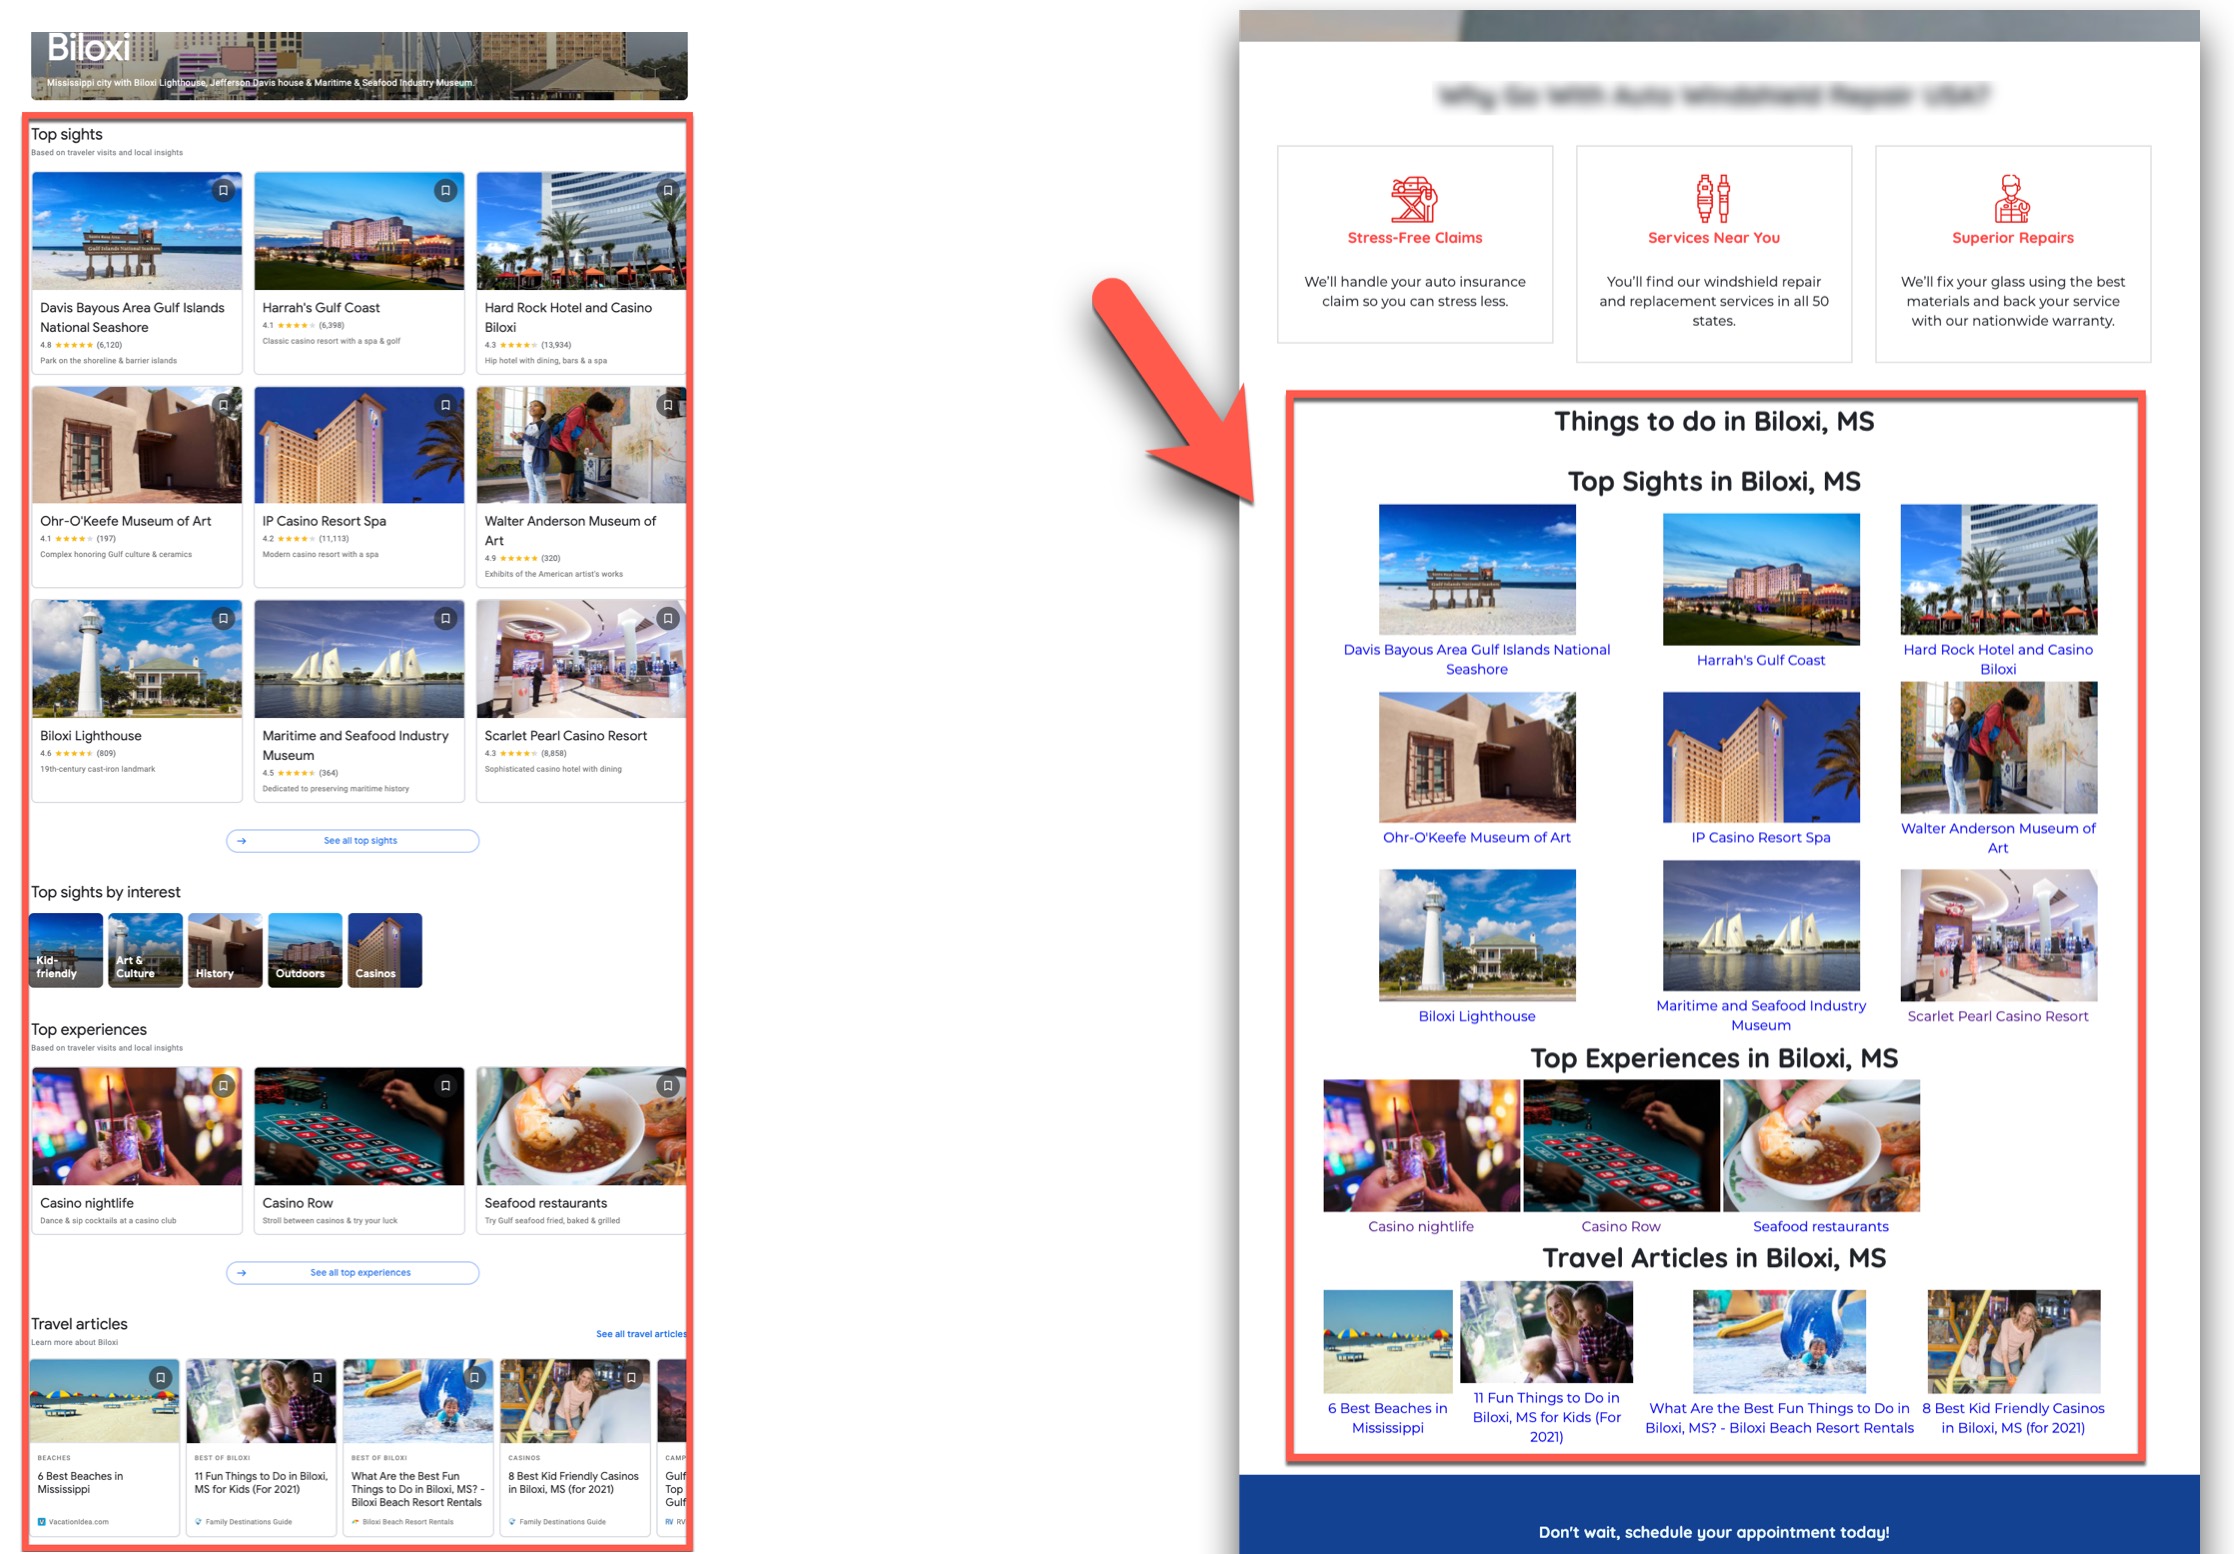 Biloxi
Mississippi city with Biloxi Lighthouse, Jefferson Davis house & Maritime & Seafood Industry Museum
Top sights
Based on traveler visits and local insights
Davis Bayous Area Gulf Islands
National Seashore
4.8 (6,120)
Park on the shoreline & barrier islands
Harrah's Gulf Coast
4.1 (6,398)
Classic casino resort with a spa & golf
Hard Rock Hotel and Casino
Biloxi
4.3 (13,934)
Hip hotel with dining, bars & a spa
Ohr-O'Keefe Museum of Art
4.1 (197)
Complex honoring Gulf culture & ceramics
IP Casino Resort Spa
4.2 (11,113)
Modern casino resort with a spa
Walter Anderson Museum of
Art
4.9 (320)
Exhibits of the American artist's works
Biloxi Lighthouse
4.6 (809)
19th-century cast-iron landmark
Maritime and Seafood Industry
Museum
4.5 (364)
Dedicated to preserving maritime history
Scarlet Pearl Casino Resort
4.3 (8,858)
Sophisticated casino hotel with dining
See all top sights
Top sights by interest
Kid-
friendly
Art &
Culture
History
Outdoors
Casinos
Top experiences
Based on traveler visits and local insights
Casino nightlife
Dance & sip cocktails at a casino club
Casino Row
Stroll between casinos & try your luck
Seafood restaurants
Try Gulf seafood fried, baked & grilled
See all top experiences
Travel articles
Learn more about Biloxi
See all travel articles
BEACHES
6 Best Beaches in
Mississippi
VacationIdea.com
BEST OF BILOXI
11 Fun Things to Do in Biloxi,
MS for Kids (For 2021)
Family Destinations Guide
BEST OF BILOXI
What Are the Best Fun
Things to Do in Biloxi, MS? -
Biloxi Beach Resort Rentals
Biloxi Beach Resort Rentals
CASINOS
8 Best Kid Friendly Casinos
in Biloxi, MS (for 2021)
Family Destinations Guide
CAMP
Gulf
Top
Gulf
RV RV
Why Go With Auto Windshield Repair USA?
Stress-Free Claims
We'll handle your auto insurance
claim so you can stress less.
Services Near You
You'll find our windshield repair
and replacement services in all 50
states.
Superior Repairs
We'll fix your glass using the best
materials and back your service
with our nationwide warranty.
Things to do in Biloxi, MS
Top Sights in Biloxi, MS
Davis Bayous Area Gulf Islands National
Seashore
Harrah's Gulf Coast
Hard Rock Hotel and Casino
Biloxi
Ohr-O'Keefe Museum of Art
IP Casino Resort Spa
Walter Anderson Museum of
Art
Biloxi Lighthouse
Maritime and Seafood Industry
Museum
Scarlet Pearl Casino Resort
Top Experiences in Biloxi, MS
Casino nightlife
Casino Row
Seafood restaurants
Travel Articles in Biloxi, MS
6 Best Beaches in
Mississippi
11 Fun Things to Do in
Biloxi, MS for Kids (For
2021)
What Are the Best Fun Things to Do in
Biloxi, MS? - Biloxi Beach Resort Rentals
8 Best Kid Friendly Casinos
in Biloxi, MS (for 2021)
Don't wait, schedule your appointment today!